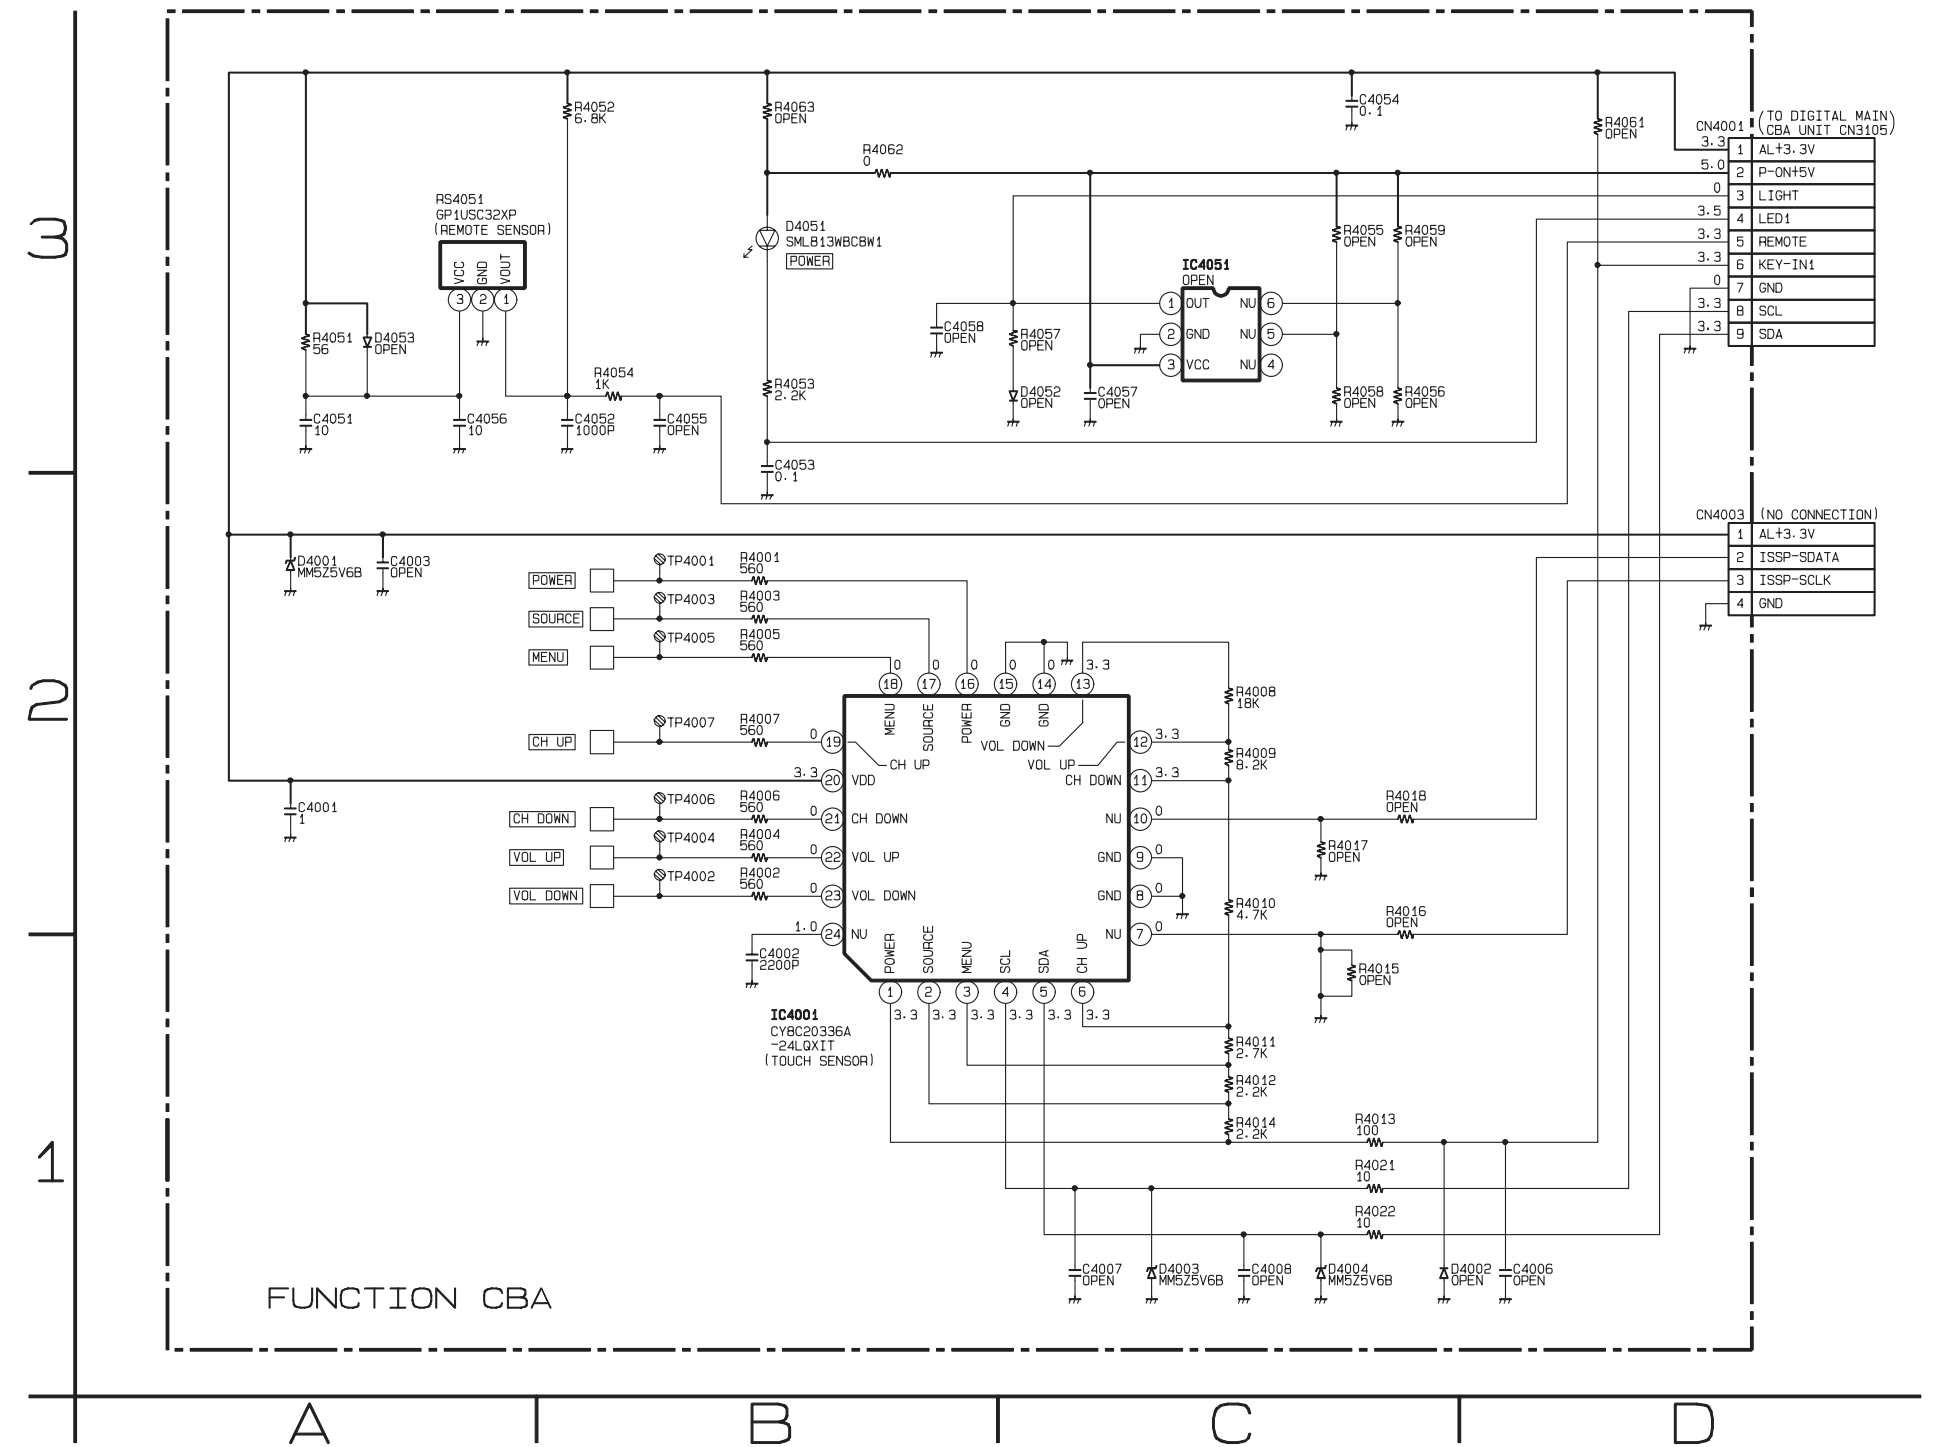 R4052
6.8K
R4063
OPEN
C4054
0.1
R4061
OPEN
CN4001
(TO DIGITAL MAIN)
(CBA UNIT CN3105)
3.3 1 AL+3.3V
5.0 2 P-ON+5V
0 3 LIGHT
3.5 4 LED1
3.3 5 REMOTE
3.3 6 KEY-IN1
0 7 GND
3.3 8 SCL
3.3 9 SDA
R4062
0
RS4051
GP1USC32XP
(REMOTE SENSOR)
VCC GND VOUT
3 2 1
D4051
SML813WBC8W1
POWER
R4055
OPEN
R4059
OPEN
IC4051
OPEN
1 OUT NU 6
2 GND NU 5
3 VCC NU 4
C4058
OPEN
R4057
OPEN
R4051
56
D4053
OPEN
R4054
1K
R4053
2.2K
D4052
OPEN
C4057
OPEN
R4058
OPEN
R4056
OPEN
C4051
10
C4056
10
C4052
1000P
C4055
OPEN
C4053
0.1
3
CN4003 (NO CONNECTION)
1 AL+3.3V
2 ISSP-SDATA
3 ISSP-SCLK
4 GND
D4001
MM5Z5V6B
C4003
OPEN
POWER
TP4001
R4001
560
SOURCE
TP4003
R4003
560
MENU
TP4005
R4005
560
0 0 0 0 0 3.3
18 17 16 15 14 13
MENU SOURCE POWER GND GND VOL DOWN
R4008
18K
2
CH UP
TP4007
R4007
560
0 19 CH UP
VOL UP 12 3.3
R4009
8.2K
3.3 20 VDD
CH DOWN 11 3.3
C4001
1
CH DOWN
TP4006
R4006
560
0 21 CH DOWN
NU 10 0
R4018
OPEN
VOL UP
TP4004
R4004
560
0 22 VOL UP
GND 9 0
R4017
OPEN
VOL DOWN
TP4002
R4002
560
0 23 VOL DOWN
GND 8 0
R4010
4.7K
R4016
OPEN
1.0 24 NU
NU 7 0
C4002
2200P
R4015
OPEN
POWER SOURCE MENU SCL SDA CH UP
1 2 3 4 5 6
3.3 3.3 3.3 3.3 3.3 3.3
IC4001
CY8C20336A
-24LQXIT
(TOUCH SENSOR)
R4011
2.7K
R4012
2.2K
R4014
2.2K
R4013
100
R4021
10
R4022
10
1
C4007
OPEN
D4003
MM5Z5V6B
C4008
OPEN
D4004
MM5Z5V6B
D4002
OPEN
C4006
OPEN
FUNCTION CBA
A B C D